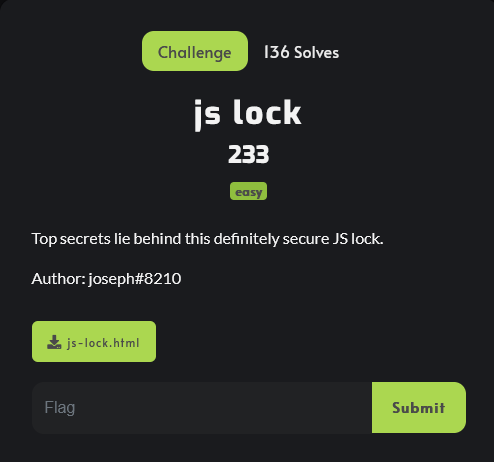 Challenge 136 Solves
js lock
233
easy
Top secrets lie behind this definitely secure JS lock.
Author: joseph#8210
js-lock.html
Flag Submit